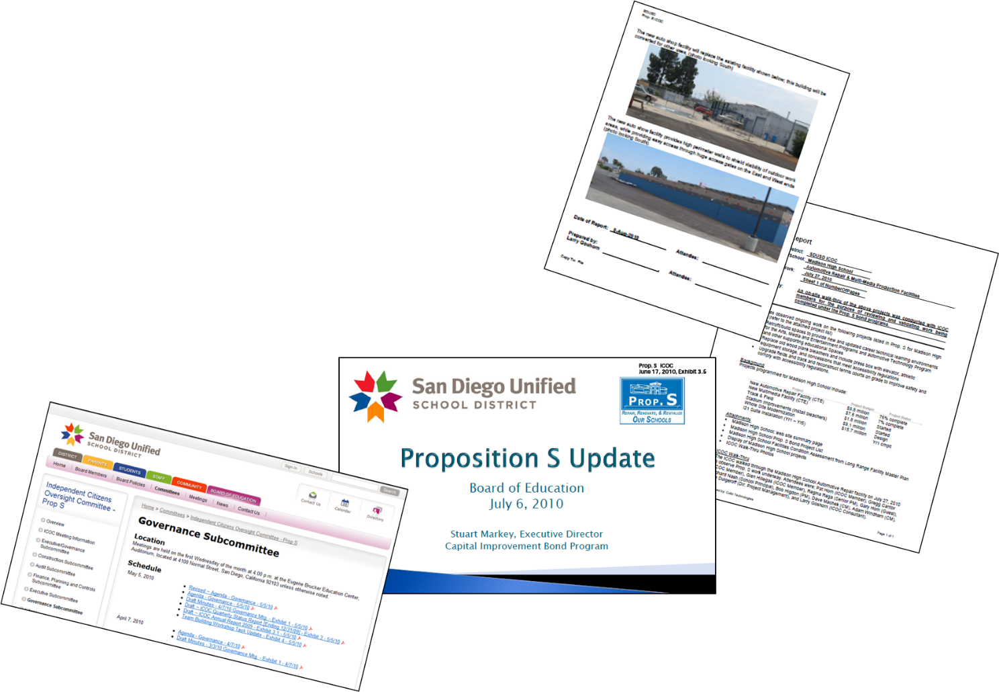 SDUSD
Prop. S ICOC
The new auto shop facility will replace the existing facility shown below; this building will be
converted for other uses. (photo looking South)
The new auto show facility provides high perimeter walls to shield visibility of outdoor work
areas, while providing easy access through huge access gates on the East and West ends
(photo looking South).
Date of Report: 8-Aug-2010
Prepared by:
Larry Goshorn
Attendee:
Attendee:
Copy To: File
eport
strict: SDUSD ICOC
School: Madison High School
ork: Automotive Repair & Multi-Media Production Facilities
July 27, 2010
Sheet 1 of NumberOfPages
y: An on-site walk-thru of the above projects was conducted with ICOC
members for the purpose of reviewing and validating work being
completed under the Prop. S bond programs.
es observed ongoing work on the following projects listed in Prop. S for Madison High
(refer to the attached project list)
Retrofit/build spaces to provide new and updated career technical learning environments
for the Arts, Media and Entertainment Programs and automotive Technology Program
and other supporting educational Spaces
Replace old wood plank bleachers and include press box with elevator, athletic
equipment storage, and concessions that meet accessibility regulations
Upgrade fields and track and reconstruct tennis courts on grade to improve safety and
comply with accessibility regulations.
Background
Projects programmed for Madison High School include:
Project Project Budget Project Status
New Automotive Repair Facility (CTE) $9.8 million 76% complete
New Multimedia Facility (CTE) $7.6 million 7% complete
Track & Field $1.8 million Started
Stadium Improvements (install bleachers) $9.1 million Started
Whole Site Modernization $15.7 million Design
i21 Suite Installation (Yr1 – Yr5) Yr1 cmpt
Attachments
Madison High School: web site summary page
Madison High School Prop. S Bond Project List
Madison High School Facilities Condition Assessment from Long Range Facility Master Plan
Display of Madison High School projects
ICOC Walk-Thru Photos
ICOC Walk-Thru
The ICOC walked through the Madison High School Automotive Repair facility on July 27, 2010
observe Prop. S work underway. Attendees were: Pat Hom (ICOC Member), Gregg Cantor
COC Member), Glen Hillegas (ICOC Member), Regina Rega (Senior PM), Gary Hom (Guest),
chard Nash (School Principal), Bob Higdon (PM), Dave Machek (CM), Adam Windham (CM),
Dulgeroff (Dir. Project Management), and Larry Goshorn (ICOC Consultant).
ed by: Colbi Technologies
Page 1 of 1
Prop. S ICOC
June 17, 2010, Exhibit 3.5
San Diego Unified
SCHOOL DISTRICT
PROP. S
REPAIR, RENOVATE, & REVITALIZE
OUR SCHOOLS
Proposition S Update
Board of Education
July 6, 2010
Stuart Markey, Executive Director
Capital Improvement Bond Program
San Diego Unified
SCHOOL DISTRICT
Sign-In Schools Search
DISTRICT PARENTS STUDENTS STAFF COMMUNITY BOARD OF EDUCATION
Home Board Members Board Policies Committees Meetings News Contact Us
Contact Us Calendar Directory
Independent Citizens
Oversight Committee -
Prop S
Overview
ICOC Meeting Information
Executive/Governance
Subcommittee
Construction Subcommittee
Audit Subcommittee
Finance, Planning and Controls
Subcommittee
Executive Subcommittee
Governance Subcommittee
Home > Committees > Independent Citizens Oversight Committee - Prop S
Governance Subcommittee
Location
Meetings are held on the first Wednesday of the month at 4:00 p.m. at the Eugene Brucker Education Center,
Auditorium, located at 4100 Normal Street, San Diego, California 92103 unless otherwise noted.
Schedule
May 5, 2010
Revised ~ Agenda - Governance - 5/5/10
Agenda - Governance - 5/5/10
Draft Minutes - 4/7/10 Governance Mtg. - Exhibit 1 - 5/5/10
Draft ~ ICOC Quarterly Status Report [Ending 12/31/09] - Exhibit 3 - 5/5/10
Draft ~ ICOC Annual Report 2009 - Exhibit 3.1 - 5/5/10
Team Building Workshop Task Update - Exhibit 4 - 5/5/10
April 7, 2010
Agenda - Governance - 4/7/10
Draft Minutes - 3/3/10 Governance Mtg. - Exhibit 1 - 4/7/10